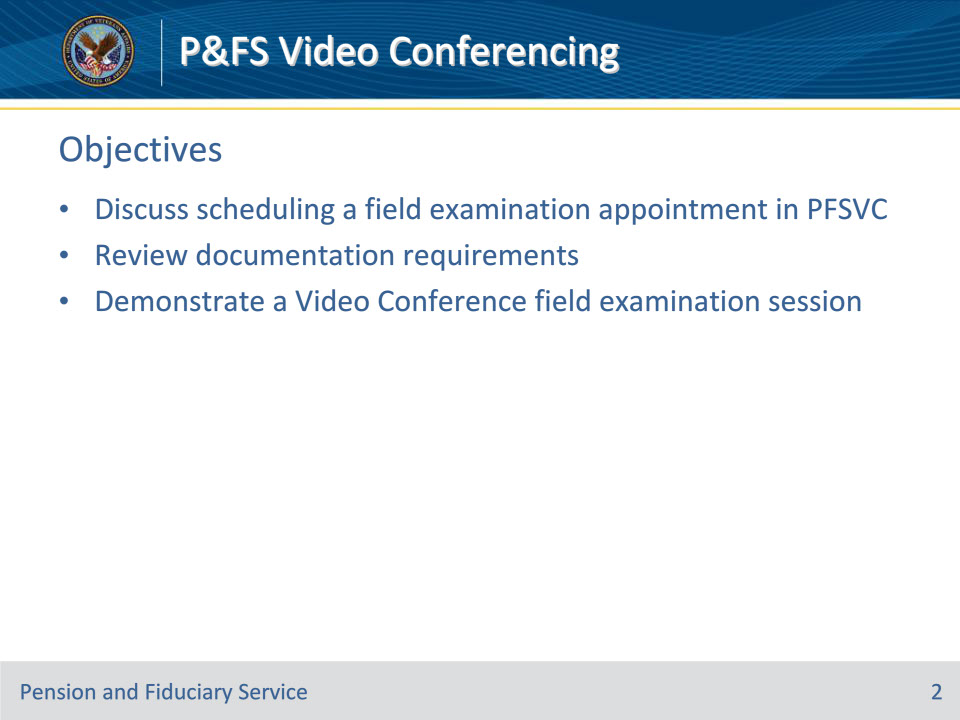 P&FS Video Conferencing
Objectives
• Discuss scheduling a field examination appointment in PFSVC
• Review documentation requirements
• Demonstrate a Video Conference field examination session
Pension and Fiduciary Service
2